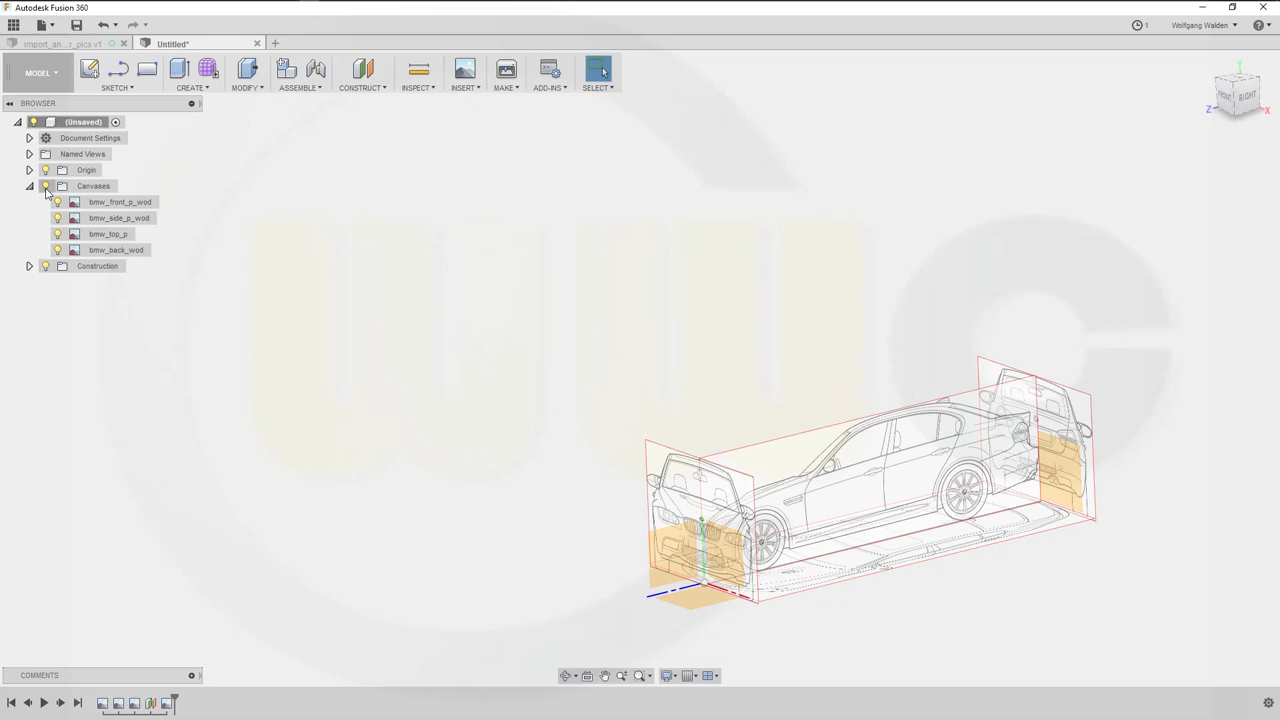 Autodesk Fusion 360
1
Wolfgang Walden
import_an...r_pics v1
Untitled*
MODEL
SKETCH
CREATE
MODIFY
ASSEMBLE
CONSTRUCT
INSPECT
INSERT
MAKE
ADD-INS
SELECT
Y
FRONT
RIGHT
Z
X
BROWSER
(Unsaved)
Document Settings
Named Views
Origin
Canvases
bmw_front_p_wod
bmw_side_p_wod
bmw_top_p
bmw_back_wod
Construction
COMMENTS